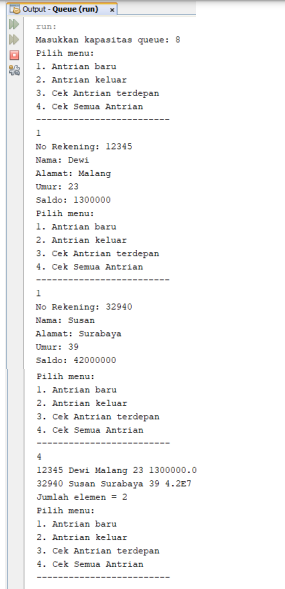 Output - Queue (run) ×
run:
Masukkan kapasitas queue: 8
Pilih menu:
1. Antrian baru
2. Antrian keluar
3. Cek Antrian terdepan
4. Cek Semua Antrian
-------------------------
1
No Rekening: 12345
Nama: Dewi
Alamat: Malang
Umur: 23
Saldo: 1300000
Pilih menu:
1. Antrian baru
2. Antrian keluar
3. Cek Antrian terdepan
4. Cek Semua Antrian
-------------------------
1
No Rekening: 32940
Nama: Susan
Alamat: Surabaya
Umur: 39
Saldo: 42000000
Pilih menu:
1. Antrian baru
2. Antrian keluar
3. Cek Antrian terdepan
4. Cek Semua Antrian
-------------------------
4
12345 Dewi Malang 23 1300000.0
32940 Susan Surabaya 39 4.2E7
Jumlah elemen = 2
Pilih menu:
1. Antrian baru
2. Antrian keluar
3. Cek Antrian terdepan
4. Cek Semua Antrian
-------------------------